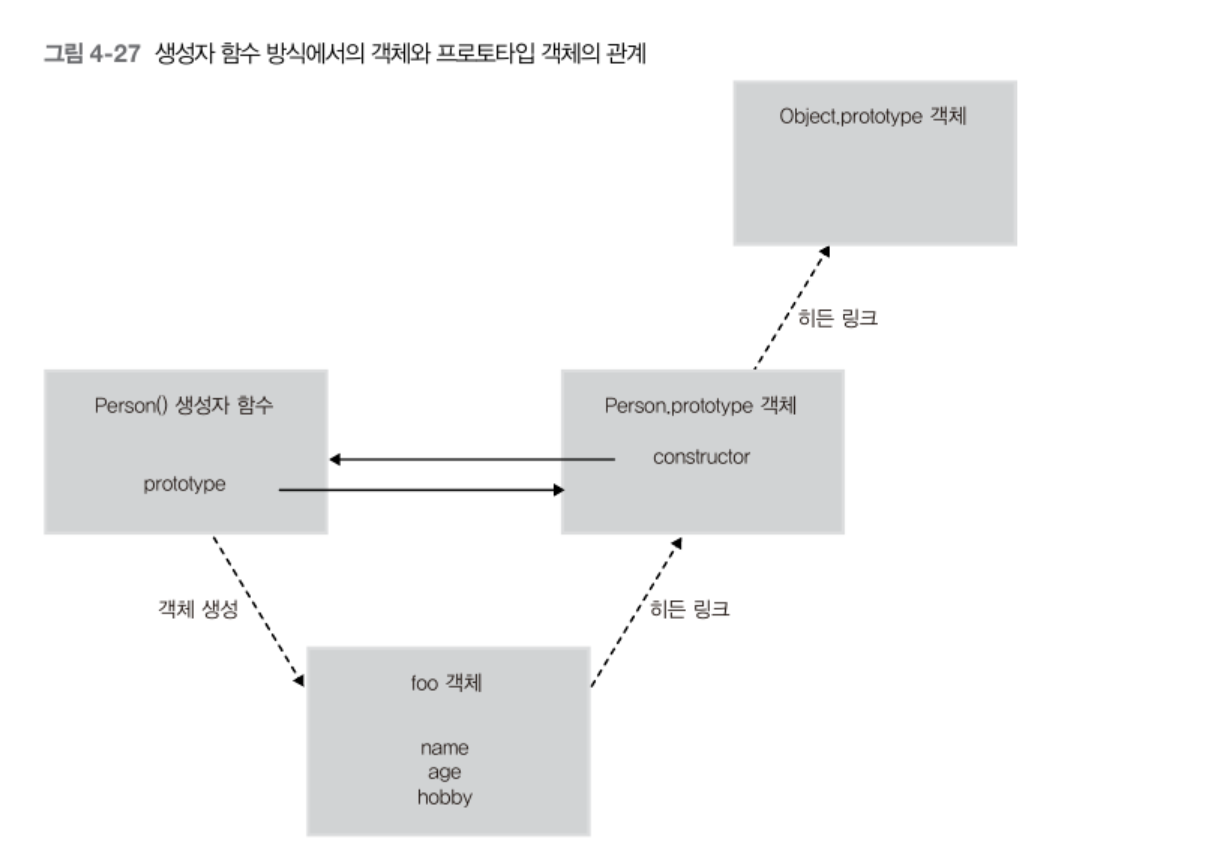 그림 4-27 생성자 함수 방식에서의 객체와 프로토타입 객체의 관계
Object.prototype 객체
히든 링크
Person() 생성자 함수
prototype
Person.prototype 객체
constructor
객체 생성
히든 링크
foo 객체
name
age
hobby